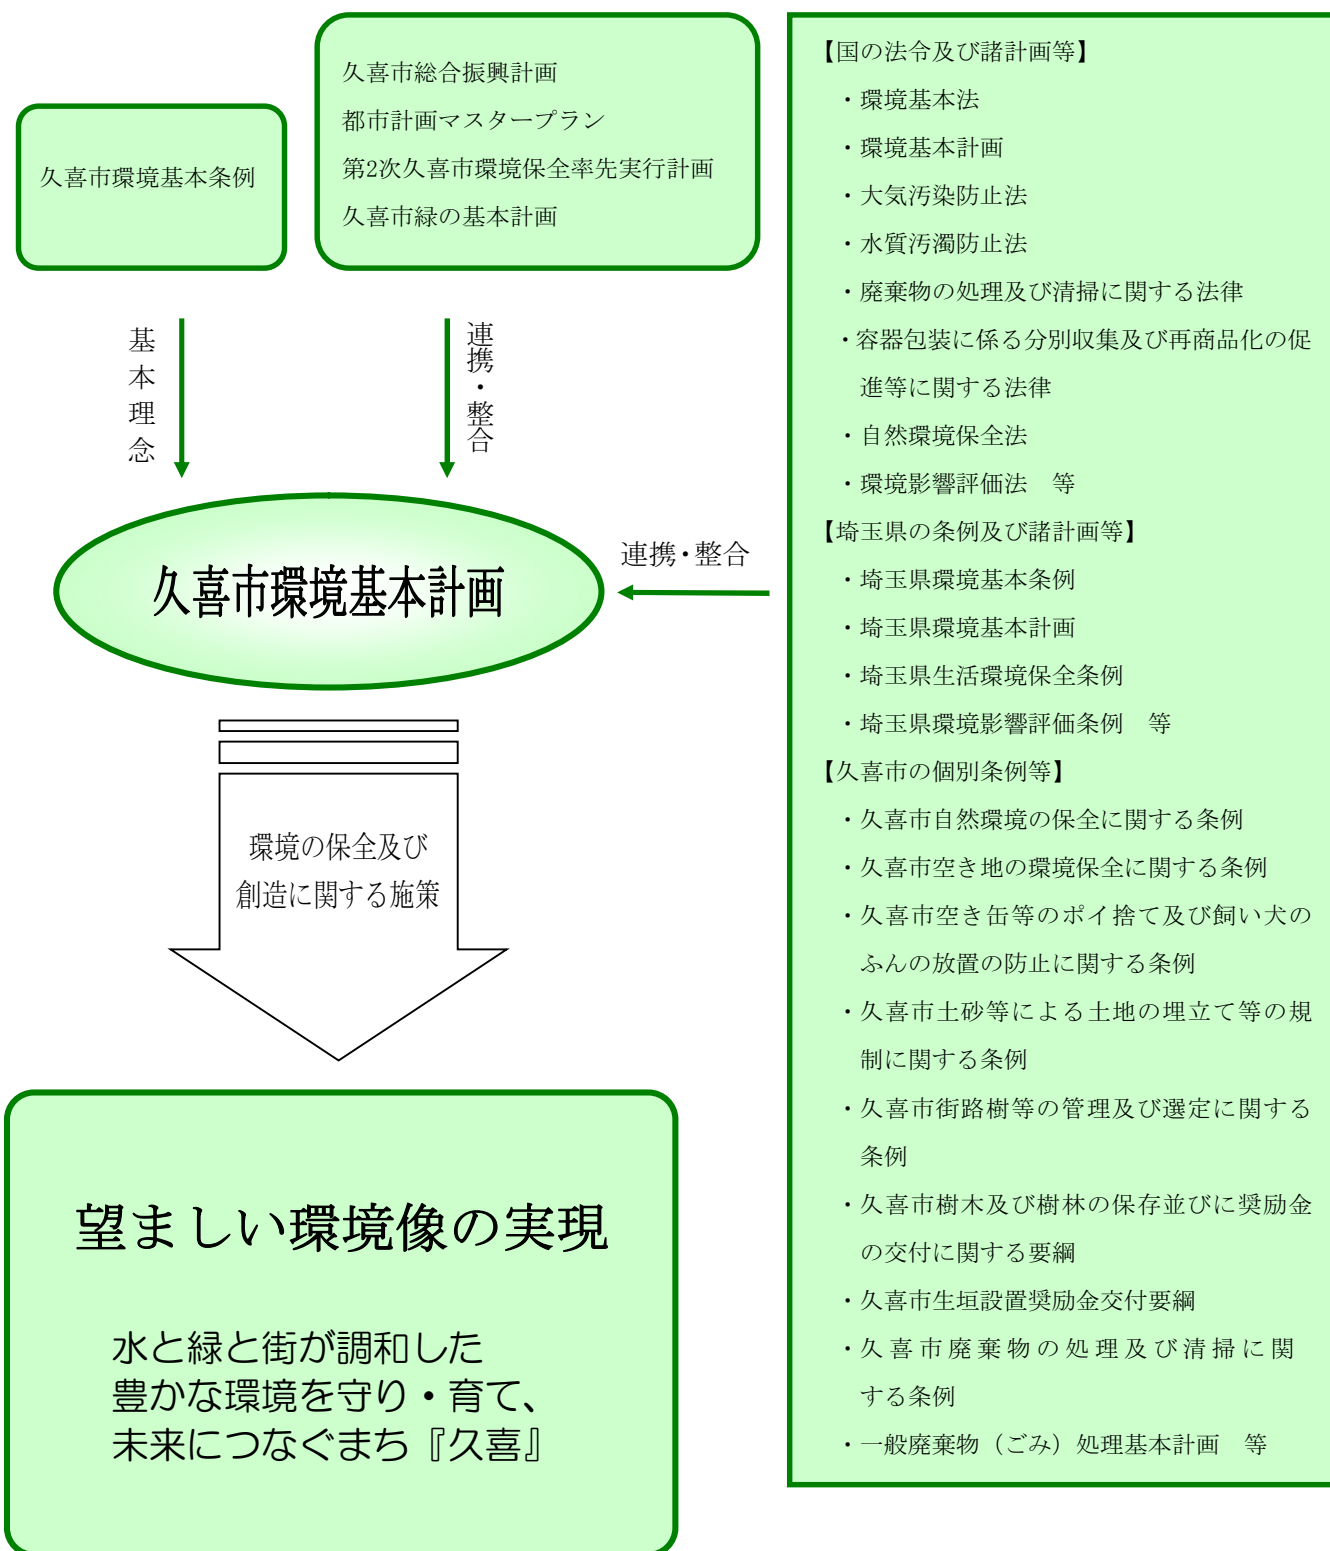 久喜市環境基本条例
久喜市総合振興計画
都市計画マスタープラン
第2次久喜市環境保全率先実行計画
久喜市緑の基本計画
基本理念
連携・整合
久喜市環境基本計画
連携・整合
環境の保全及び
創造に関する施策
望ましい環境像の実現
水と緑と街が調和した
豊かな環境を守り・育て、
未来につなぐまち『久喜』
【国の法令及び諸計画等】
・環境基本法
・環境基本計画
・大気汚染防止法
・水質汚濁防止法
・廃棄物の処理及び清掃に関する法律
・容器包装に係る分別収集及び再商品化の促
進等に関する法律
・自然環境保全法
・環境影響評価法　等
【埼玉県の条例及び諸計画等】
・埼玉県環境基本条例
・埼玉県環境基本計画
・埼玉県生活環境保全条例
・埼玉県環境影響評価条例　等
【久喜市の個別条例等】
・久喜市自然環境の保全に関する条例
・久喜市空き地の環境保全に関する条例
・久喜市空き缶等のポイ捨て及び飼い犬の
ふんの放置の防止に関する条例
・久喜市土砂等による土地の埋立て等の規
制に関する条例
・久喜市街路樹等の管理及び選定に関する
条例
・久喜市樹木及び樹林の保存並びに奨励金
の交付に関する要綱
・久喜市生垣設置奨励金交付要綱
・久喜市廃棄物の処理及び清掃に関
する条例
・一般廃棄物（ごみ）処理基本計画　等